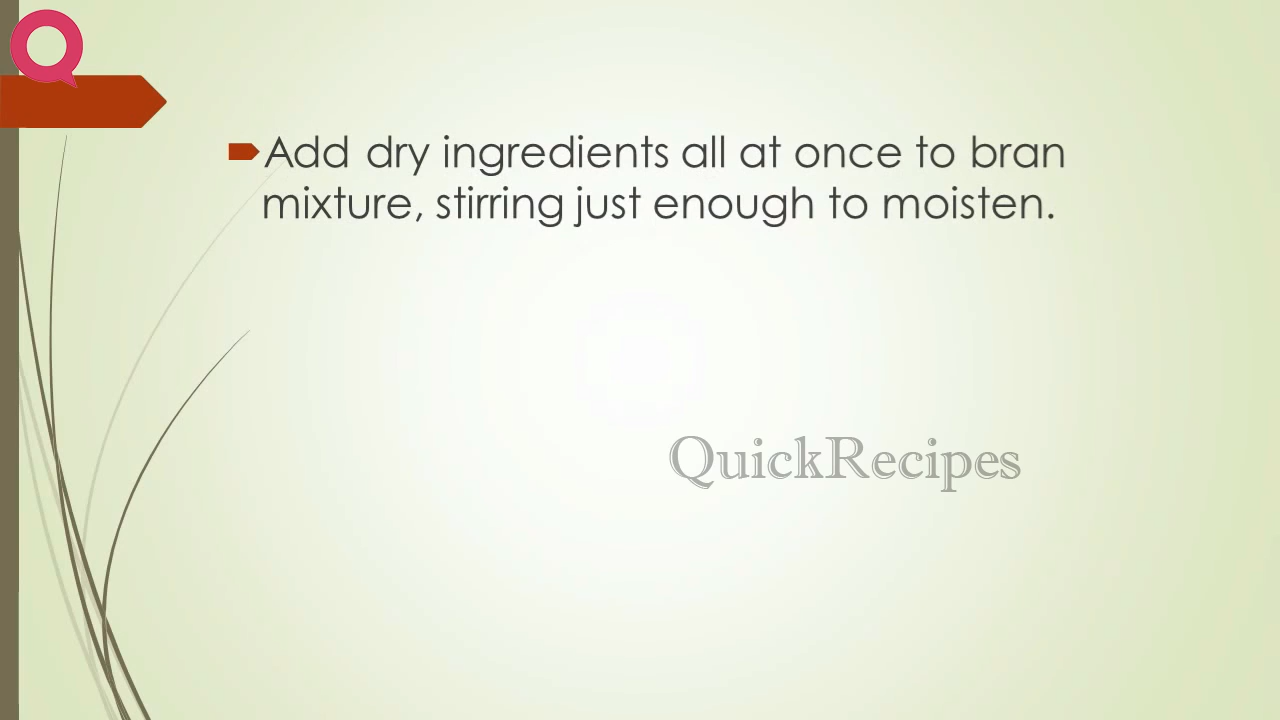 Add dry ingredients all at once to bran
mixture, stirring just enough to moisten.
QuickRecipes